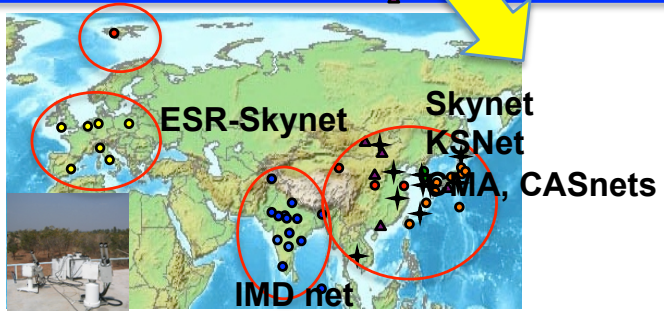 ESR-Skynet
Skynet
KSNet
CMA, CASnets
IMD net